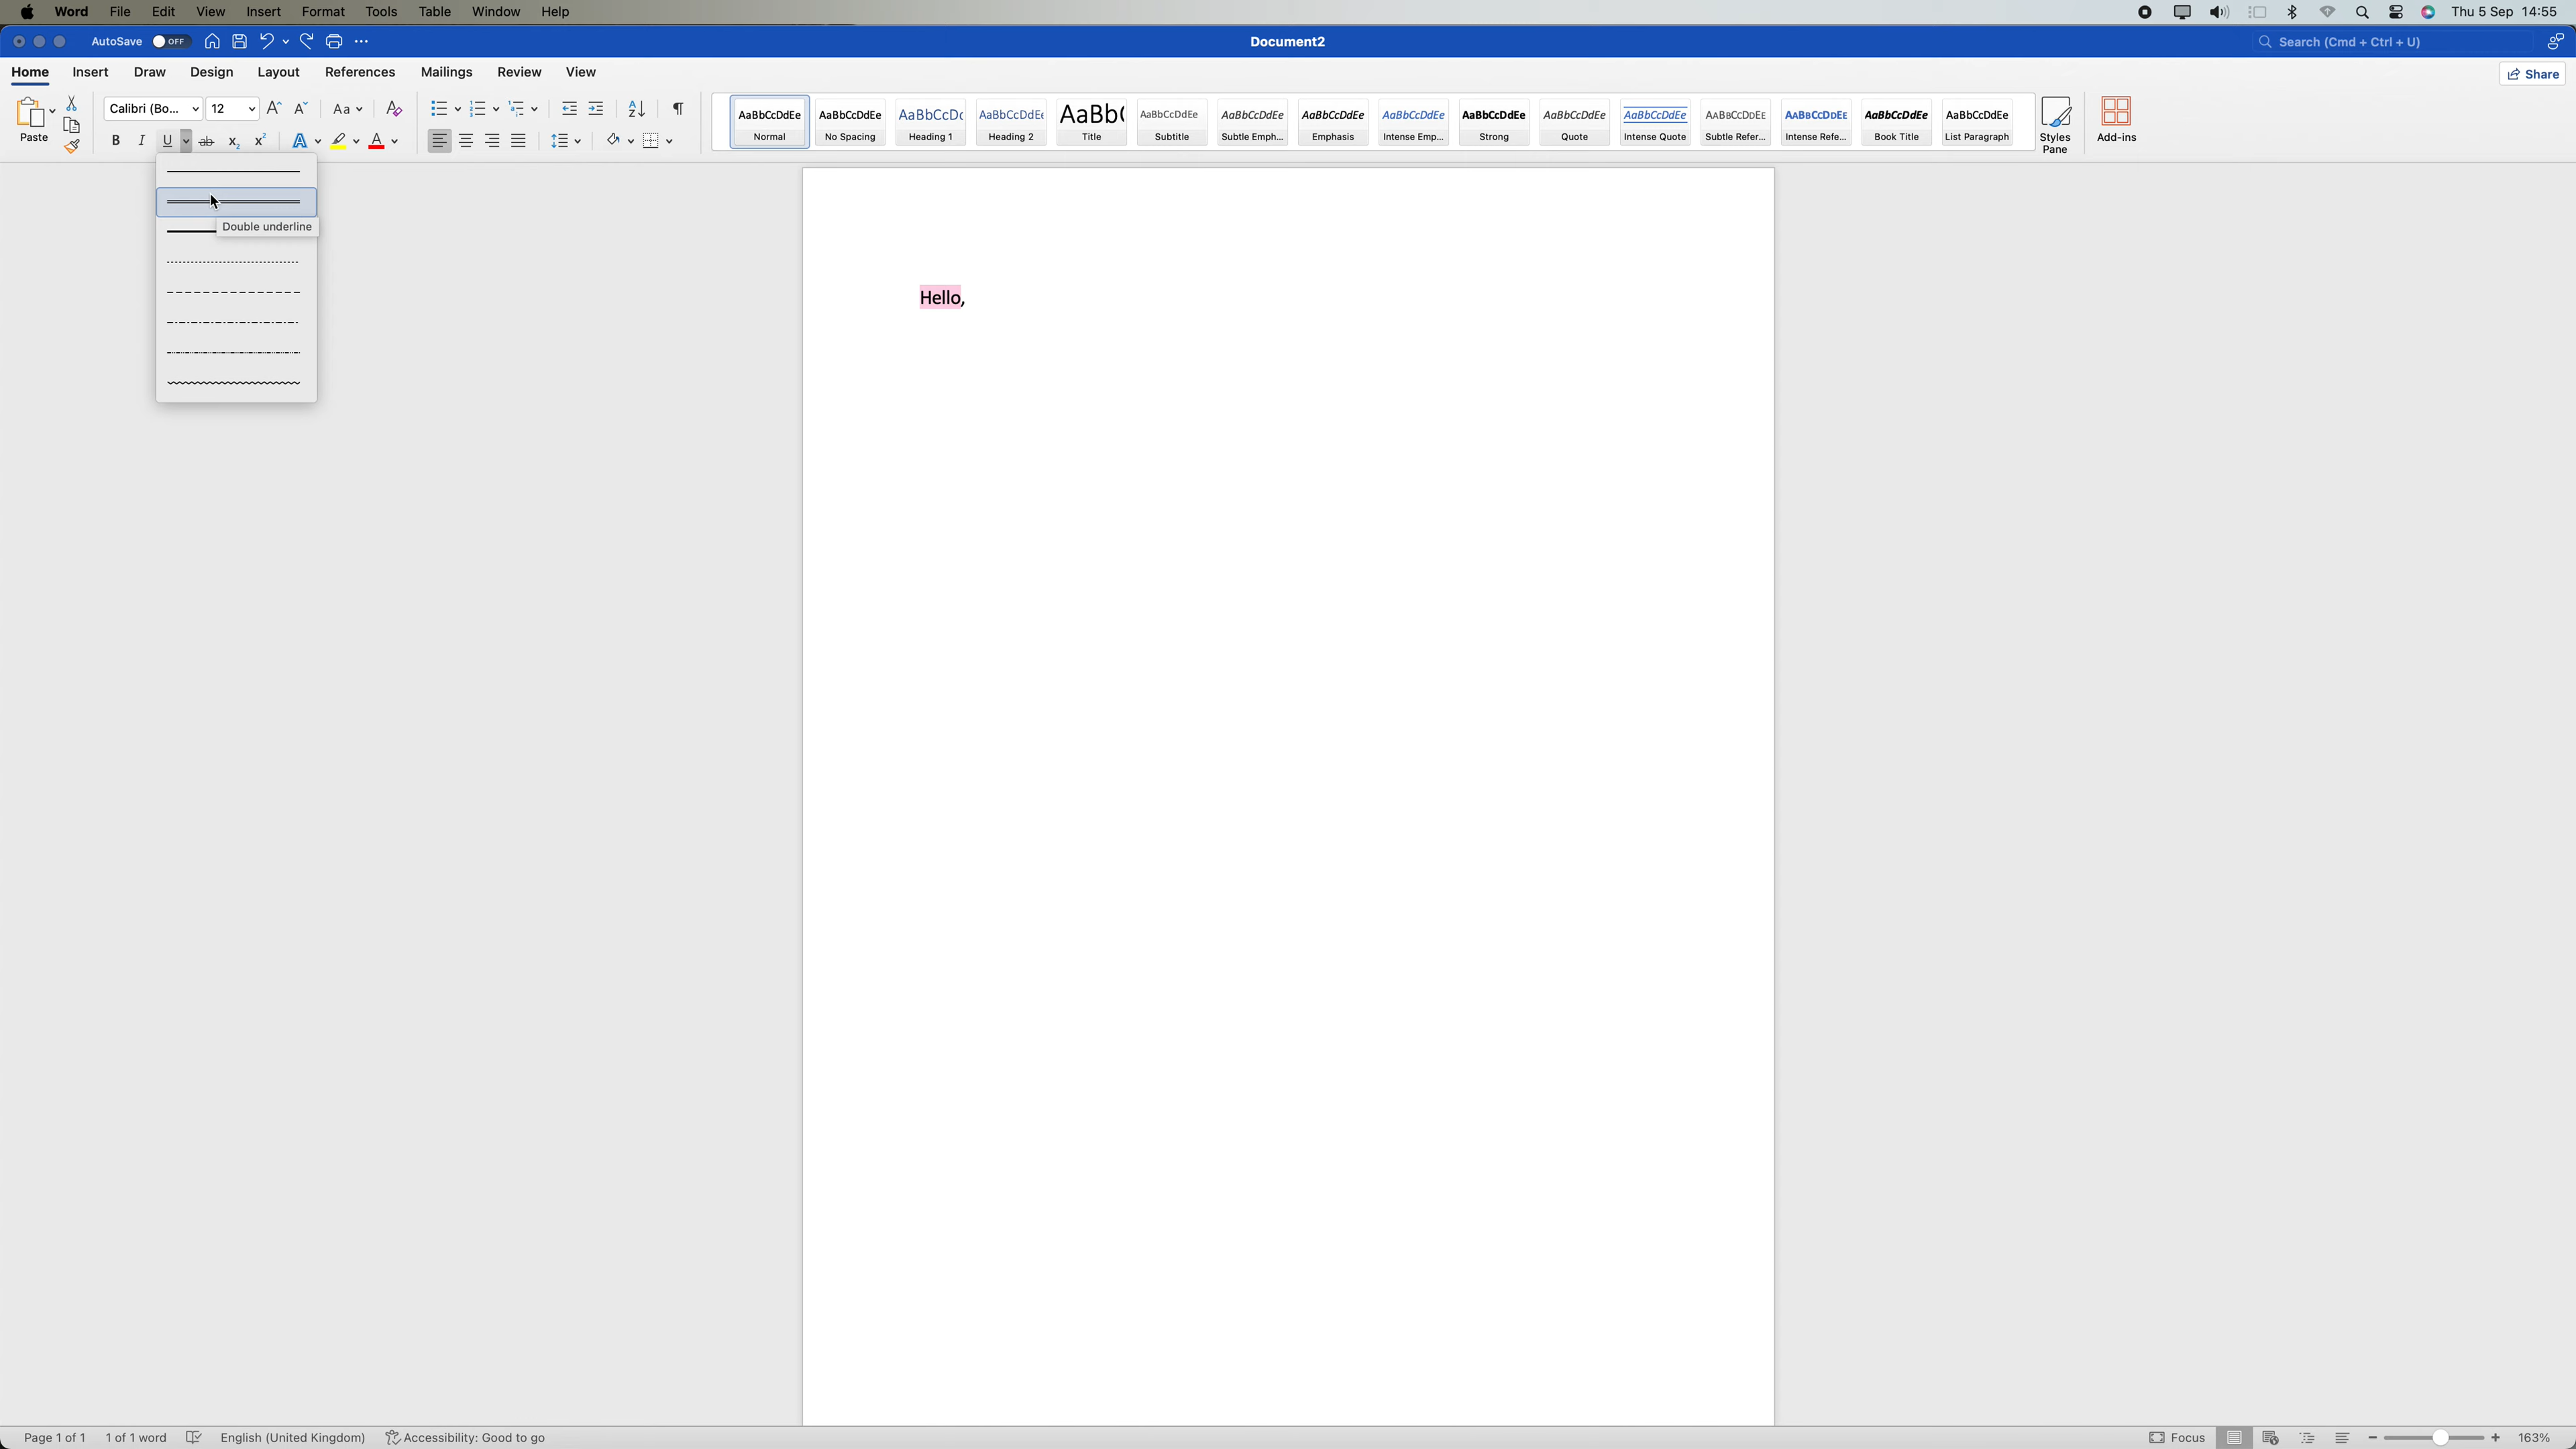 Word File Edit View Insert Format Tools Table Window Help Thu 5 Sep 14:55
AutoSave OFF Document2 Search (Cmd + Ctrl + U)
Home Insert Draw Design Layout References Mailings Review View Share
Paste Calibri (Bo... 12 Aa
B I U ab x2 x2 A A
AaBbCcDdEe AaBbCcDdEe AaBbCcDc AaBbCcDdEe AaBb( AaBbCcDdEe AaBbCcDdEe AaBbCcDdEe AaBbCcDdEe AaBbCcDdEe AaBbCcDdEe AaBbCcDdEe AaBbCcDdEe AaBbCcDdEe AaBbCcDdEe AaBbCcDdEe
Normal No Spacing Heading 1 Heading 2 Title Subtitle Subtle Emph... Emphasis Intense Emp... Strong Quote Intense Quote Subtle Refer... Intense Refe... Book Title List Paragraph
Styles Pane Add-ins
Double underline
Hello,
Page 1 of 1 1 of 1 word English (United Kingdom) Accessibility: Good to go Focus 163%